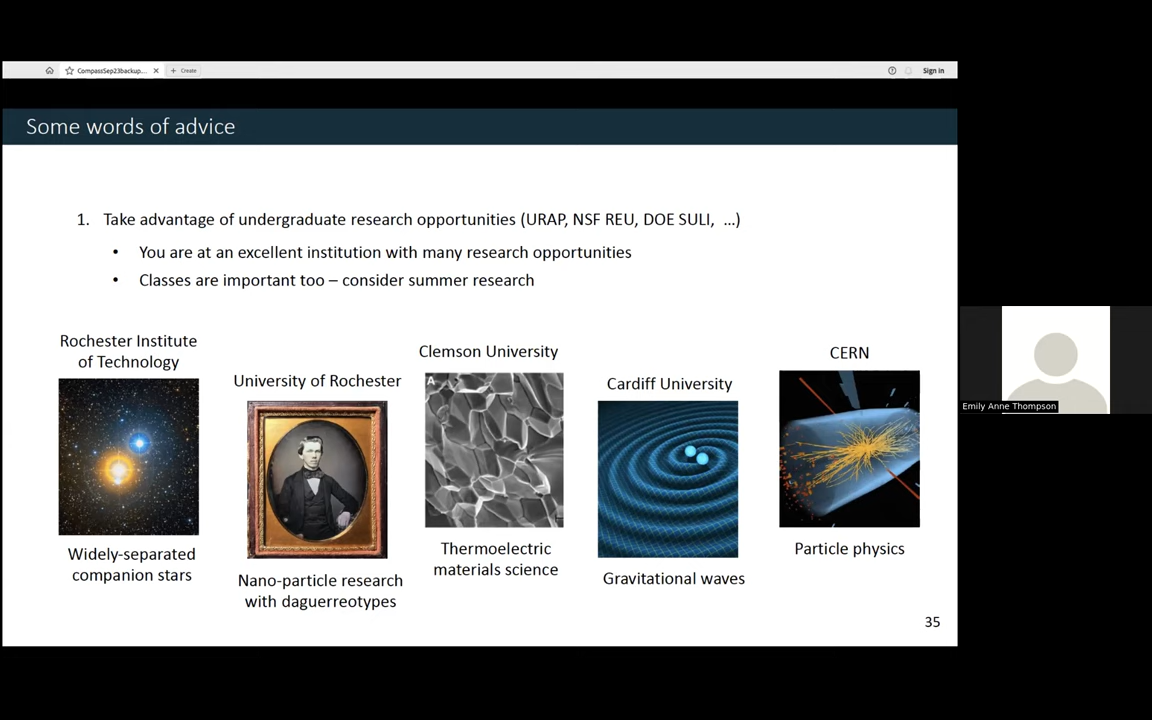 CompassSep23backup...
Create
Sign in
Some words of advice
1. Take advantage of undergraduate research opportunities (URAP, NSF REU, DOE SULI, ...)
• You are at an excellent institution with many research opportunities
• Classes are important too – consider summer research
Rochester Institute
of Technology
Widely-separated
companion stars
University of Rochester
Nano-particle research
with daguerreotypes
Clemson University
A
Thermoelectric
materials science
Cardiff University
Gravitational waves
CERN
Particle physics
35
Emily Anne Thompson